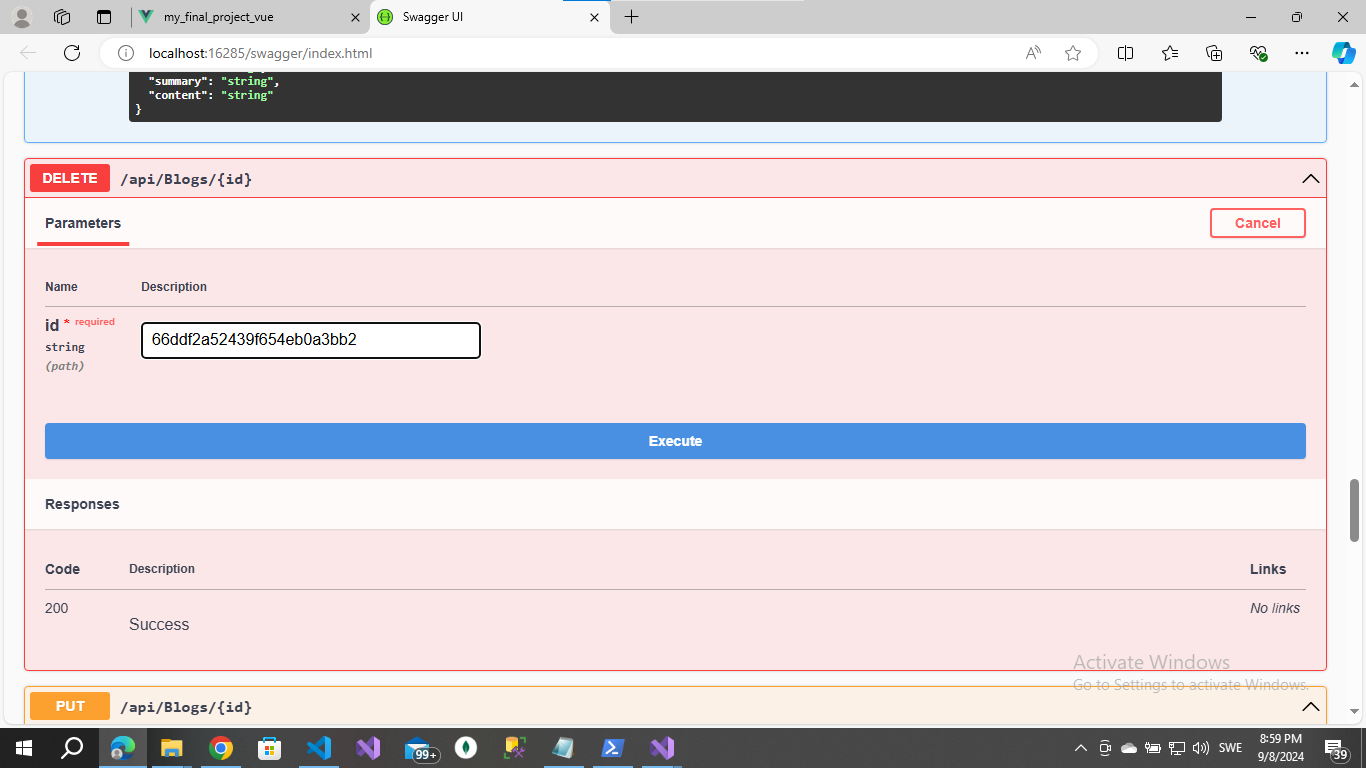 my_final_project_vue
Swagger UI
localhost:16285/swagger/index.html
"summary": "string",
"content": "string"
}
DELETE /api/Blogs/{id}
Parameters
Cancel
Name Description
id * required
string
(path)
66ddf2a52439f654eb0a3bb2
Execute
Responses
Code Description Links
200 No links
Success
Activate Windows
Go to Settings to activate Windows.
PUT /api/Blogs/{id}
99+
SWE
8:59 PM
9/8/2024
39